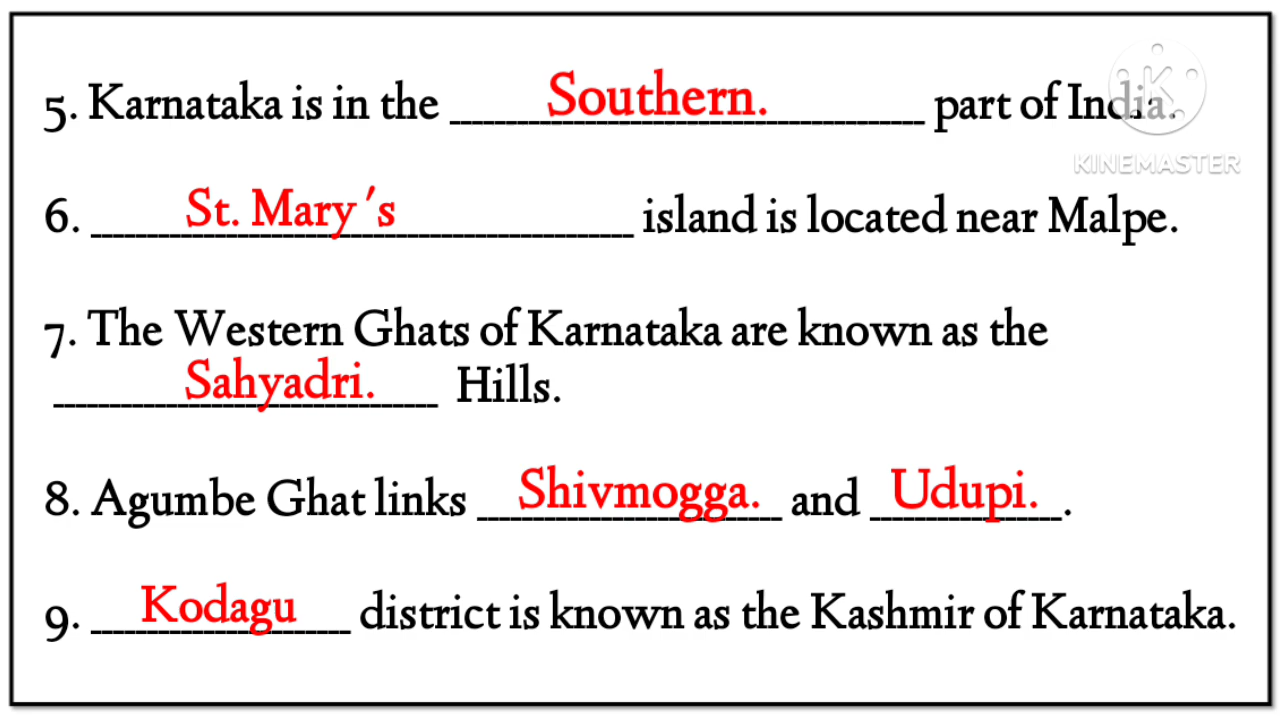 5. Karnataka is in the Southern. part of India.
KINEMASTER
6. St. Mary 's island is located near Malpe.
7. The Western Ghats of Karnataka are known as the
Sahyadri. Hills.
8. Agumbe Ghat links Shivmogga. and Udupi. .
9. Kodagu district is known as the Kashmir of Karnataka.